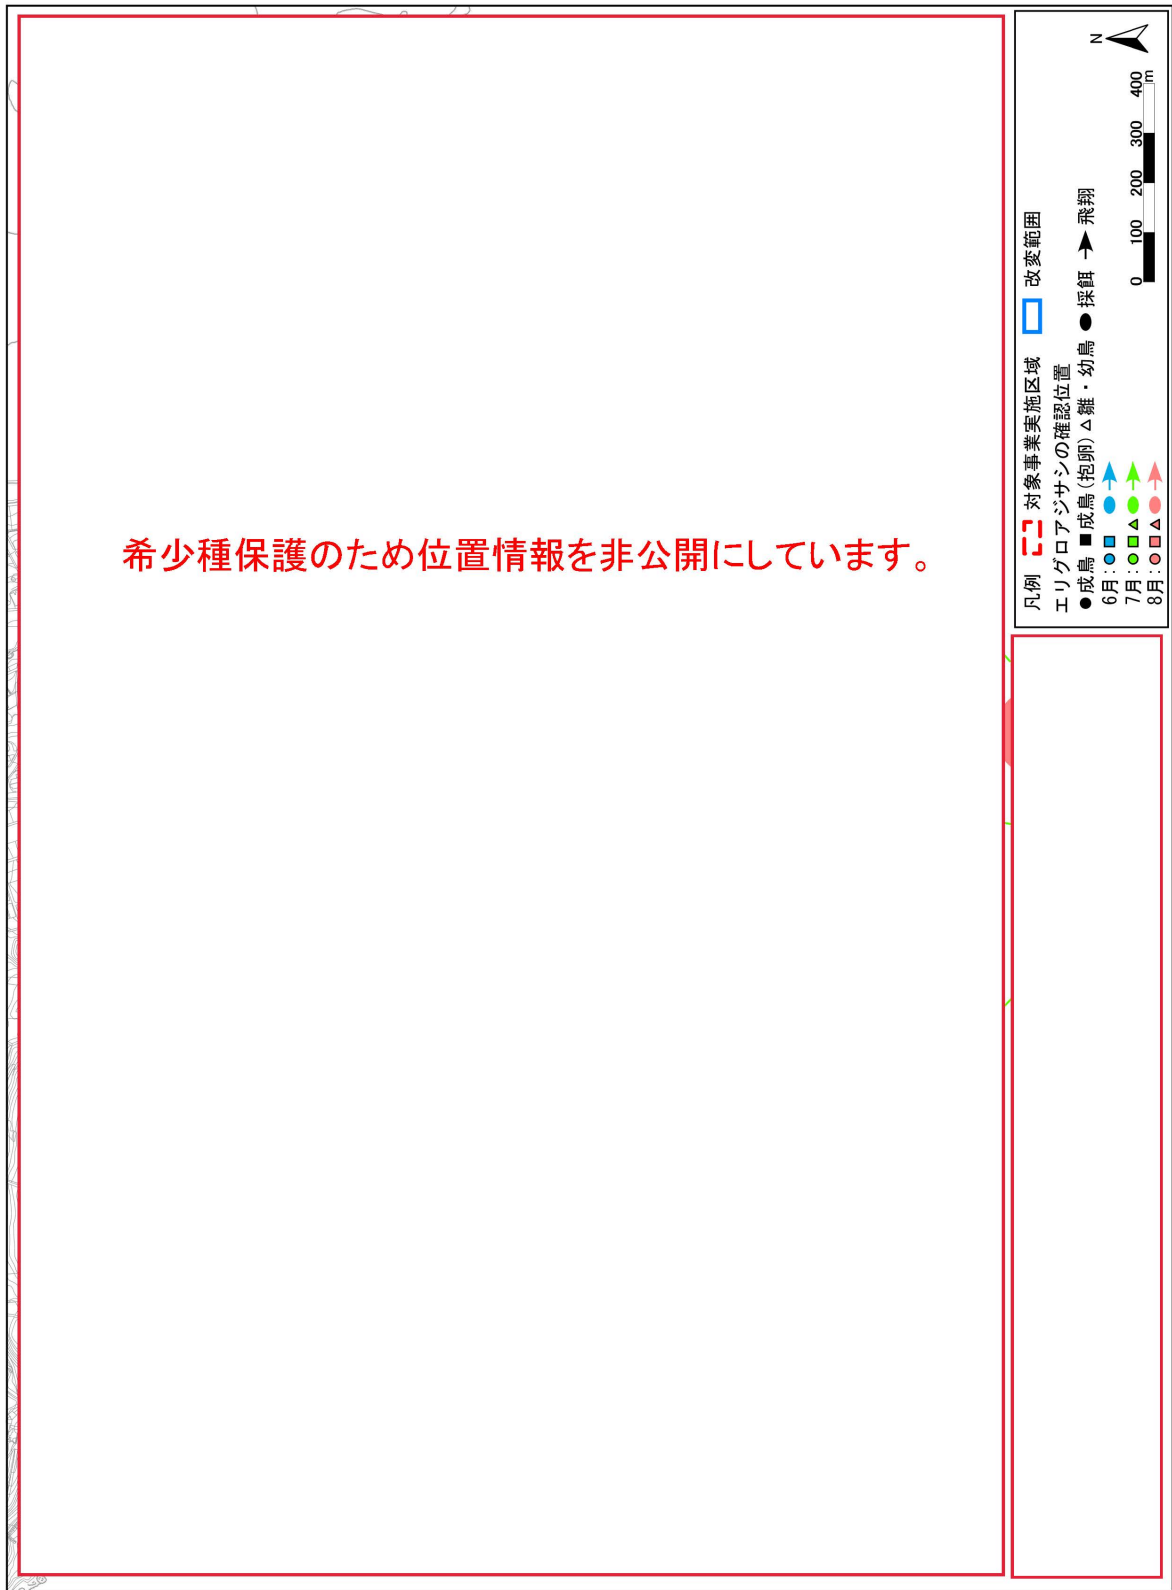 希少種保護のため位置情報を非公開にしています。
凡例 対象事業実施区域 改変範囲
エリグロアジサシの確認位置
●成鳥 ■成鳥(抱卵) △雛・幼鳥 ●採餌 → 飛翔
6月:
7月:
8月:
0 100 200 300 400
m
N